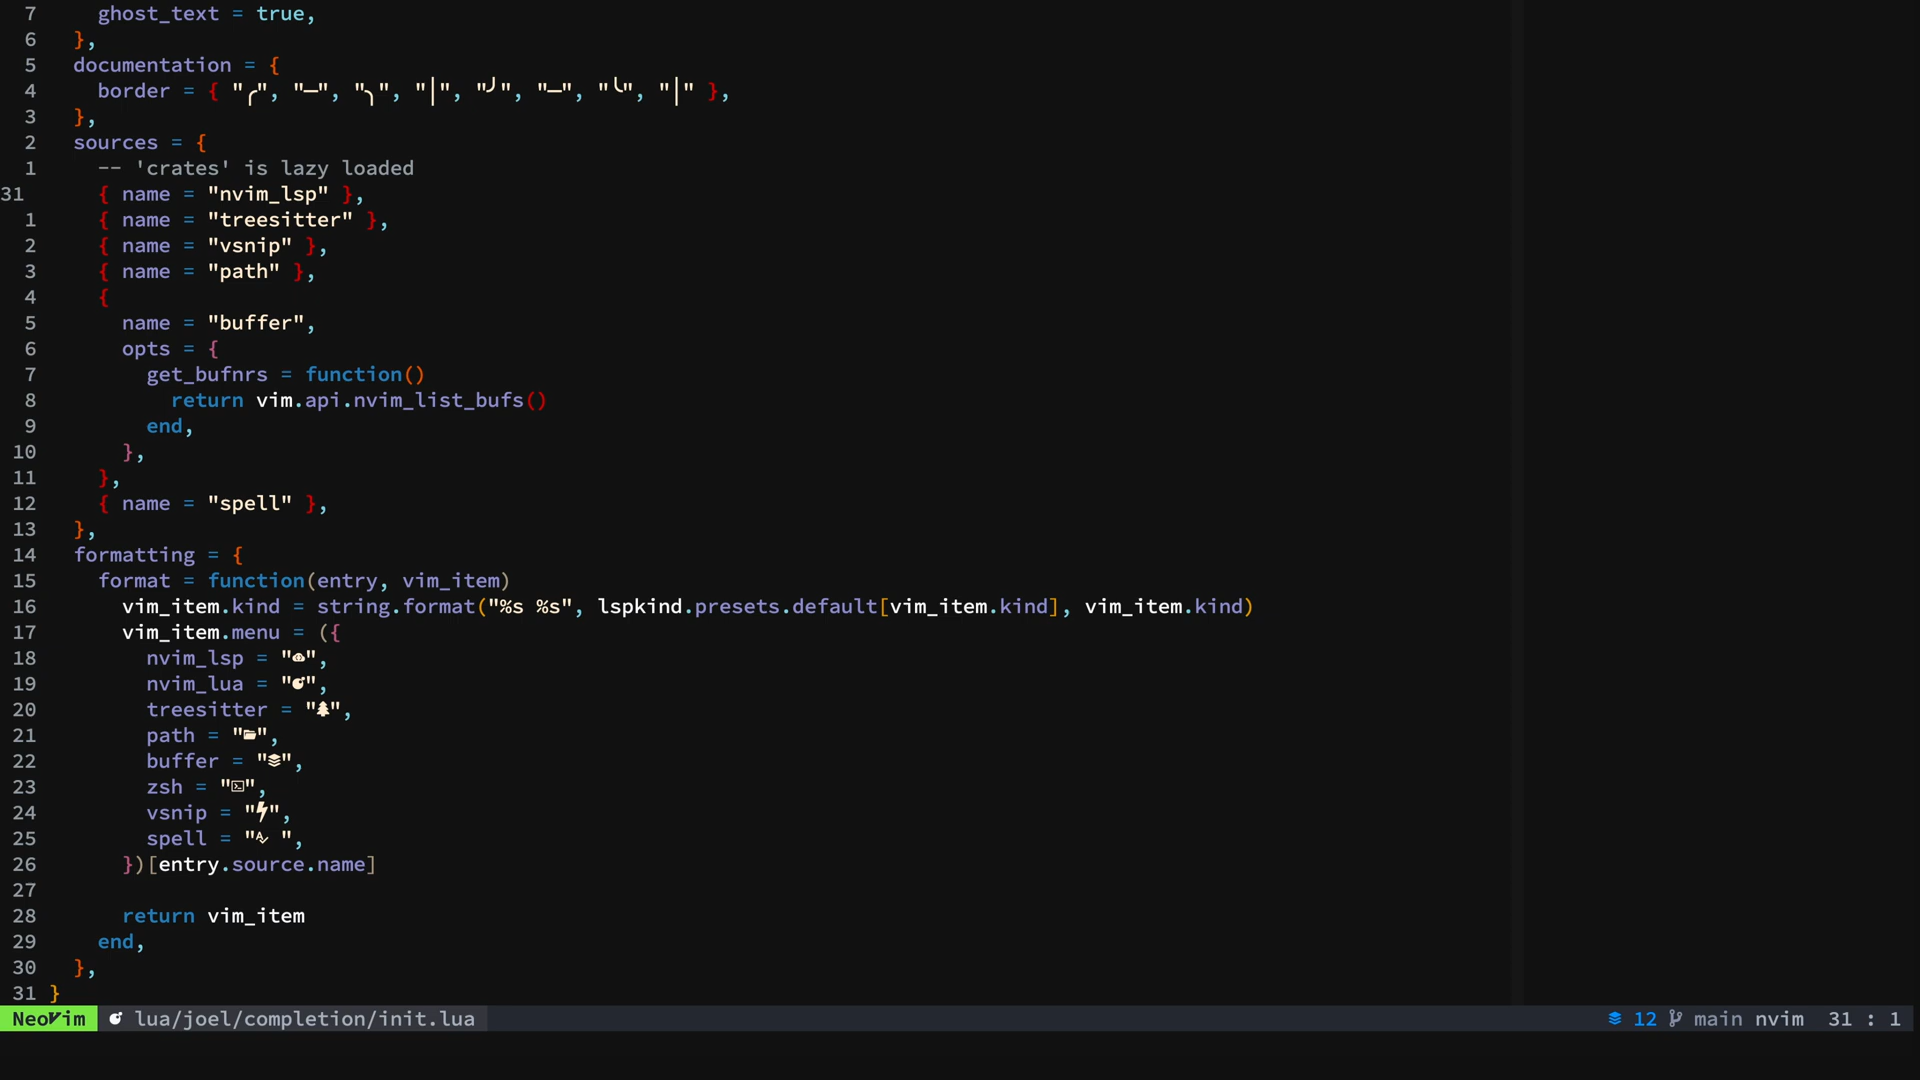 7 ghost_text = true,
6 },
5 documentation = {
4 border = { "╭", "─", "╮", "│", "╯", "─", "╰", "│" },
3 },
2 sources = {
1 -- 'crates' is lazy loaded
31 { name = "nvim_lsp" },
1 { name = "treesitter" },
2 { name = "vsnip" },
3 { name = "path" },
4 {
5 name = "buffer",
6 opts = {
7 get_bufnrs = function()
8 return vim.api.nvim_list_bufs()
9 end,
10 },
11 },
12 { name = "spell" },
13 },
14 formatting = {
15 format = function(entry, vim_item)
16 vim_item.kind = string.format("%s %s", lspkind.presets.default[vim_item.kind], vim_item.kind)
17 vim_item.menu = ({
18 nvim_lsp = "",
19 nvim_lua = "",
20 treesitter = "",
21 path = "",
22 buffer = "",
23 zsh = "",
24 vsnip = "",
25 spell = " ",
26 })[entry.source.name]
27
28 return vim_item
29 end,
30 },
31 }
NeoVim lua/joel/completion/init.lua 12 main nvim 31 : 1